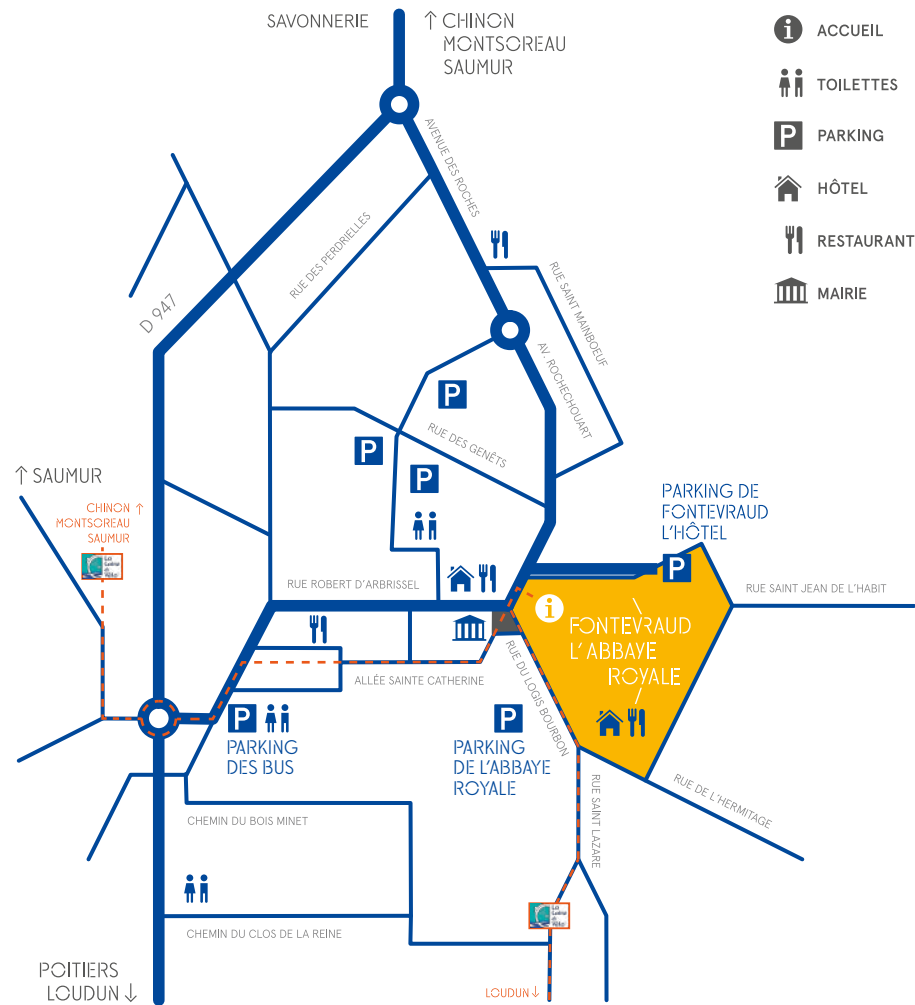 SAVONNERIE
↑ CHINON
MONTSOREAU
SAUMUR
i ACCUEIL
TOILETTES
P PARKING
HÔTEL
RESTAURANT
MAIRIE
AVENUE DES ROCHES
RUE DES PERDRIELLES
D 947
RUE SAINT MAINBOEUF
AV. ROCHECHOUART
P
RUE DES GENÊTS
P
P
↑ SAUMUR
CHINON ↑
MONTSOREAU
SAUMUR
PARKING DE
FONTEVRAUD
L'HÔTEL
P
RUE ROBERT D'ARBRISSEL
RUE SAINT JEAN DE L'HABIT
i
FONTEVRAUD
L'ABBAYE
ROYALE
ALLÉE SAINTE CATHERINE
RUE DU LOGIS BOURBON
P
PARKING
DES BUS
P
PARKING
DE L'ABBAYE
ROYALE
RUE SAINT LAZARE
RUE DE L'HERMITAGE
CHEMIN DU BOIS MINET
CHEMIN DU CLOS DE LA REINE
POITIERS
LOUDUN ↓
LOUDUN ↓